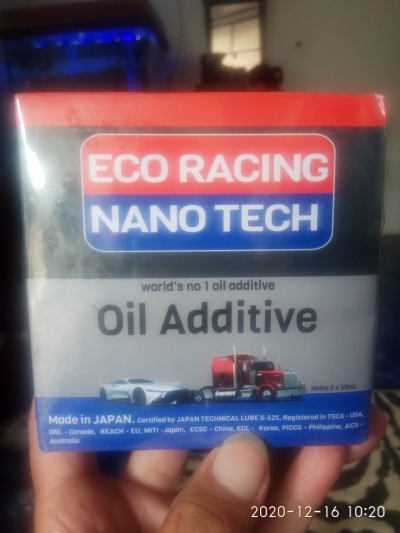 ECO RACING
NANO TECH
world's no 1 oil additive
Oil Additive
Netto 2 x 50ml
Made in JAPAN. Certified by JAPAN TECHNICAL LUBE S-525, Registered in TSCA - USA,
DSL - Canada, REACH - EU, MITI -Japan, ECSC - China, ECL - Korea, PICCS - Philippine, AICS -
Australia
2020-12-16 10:20